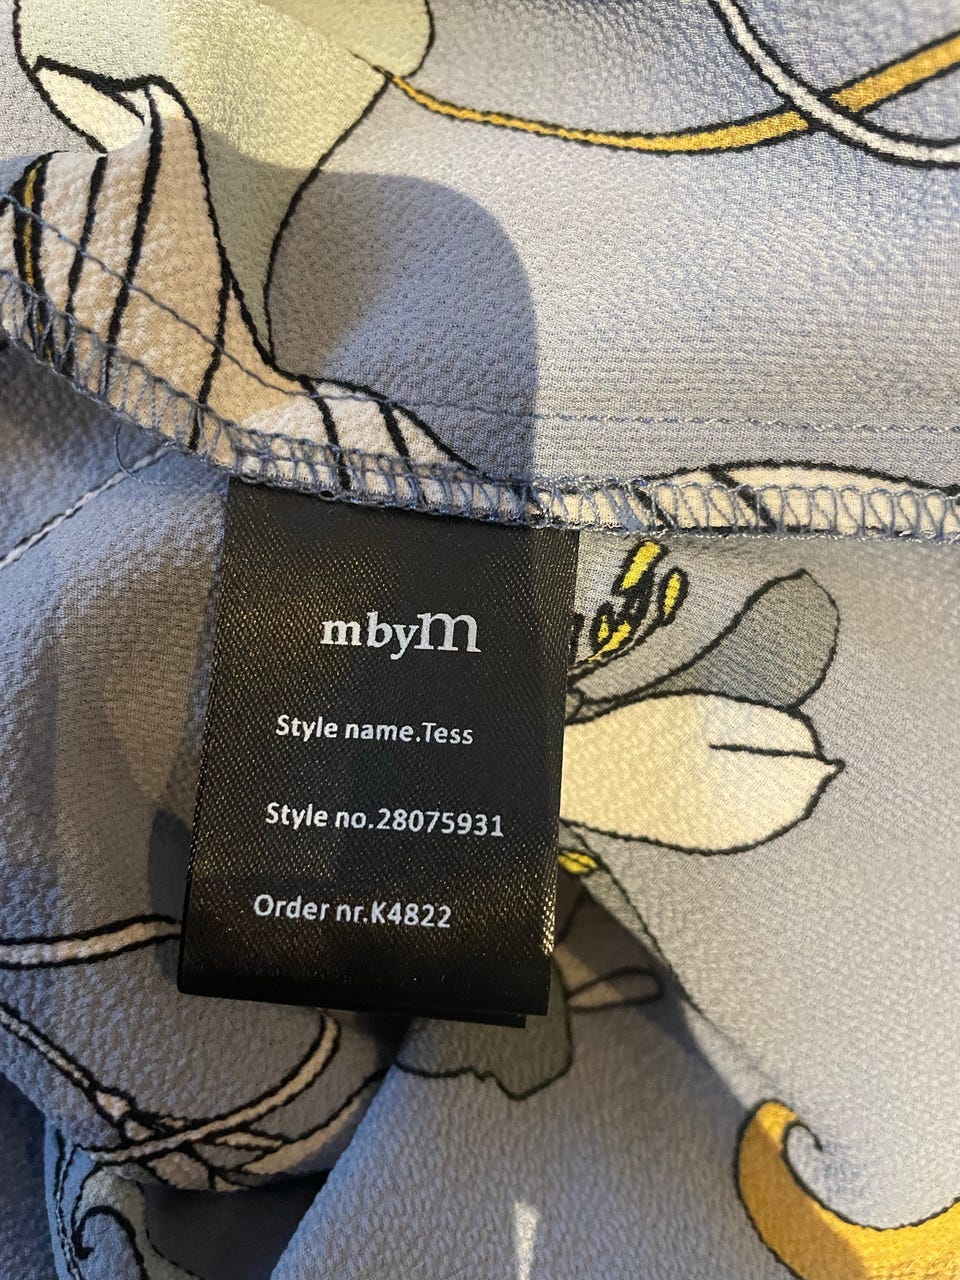 mbyM
Style name.Tess
Style no.28075931
Order nr.K4822